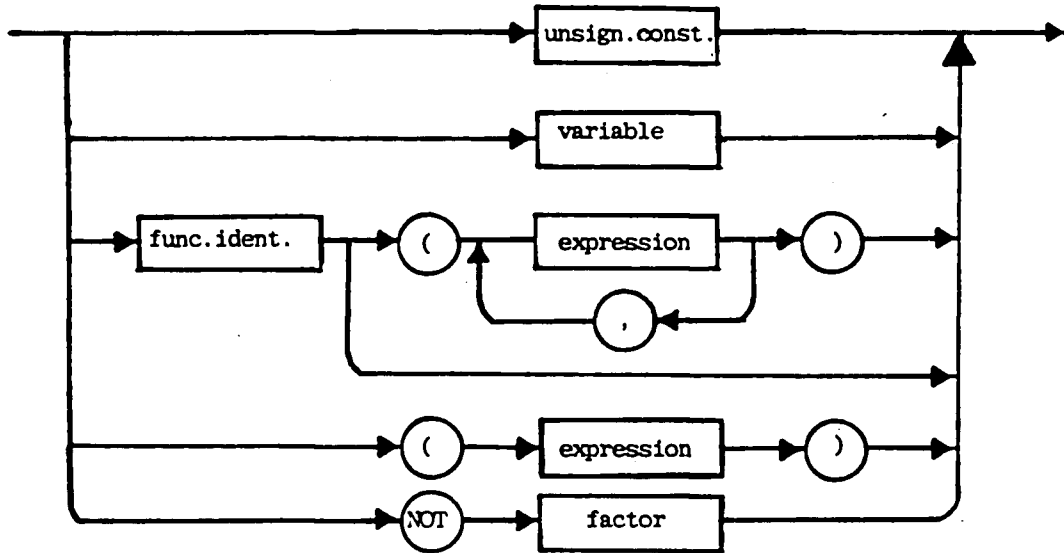 unsign.const.
variable
func.ident. ( expression )
,
( expression )
NOT factor